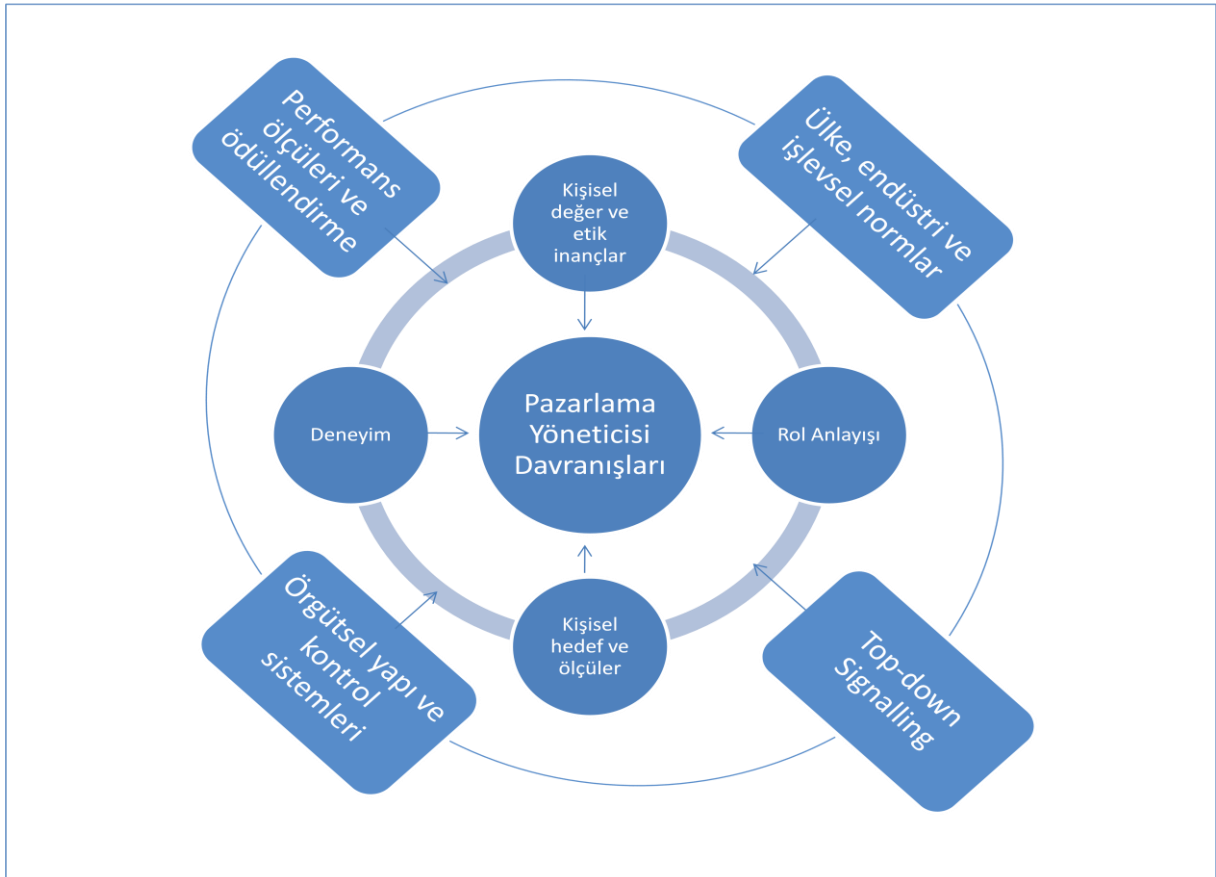 Performans
ölçüleri ve
ödüllendirme
Ülke, endüstri ve
işlevsel normlar
Kişisel
değer ve
etik
inançlar
Deneyim
Pazarlama
Yöneticisi
Davranışları
Rol Anlayışı
Kişisel
hedef ve
ölçüler
Örgütsel yapı ve
kontrol
sistemleri
Top-down
Signalling